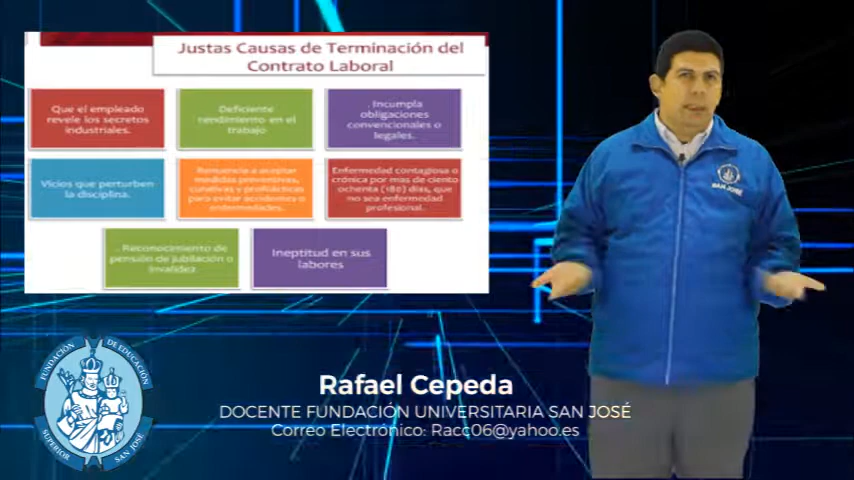 Justas Causas de Terminación del
Contrato Laboral
Que el empleado
revele los secretos
industriales.
Deficiente
rendimiento en el
trabajo
. Incumpla
obligaciones
convencionales o
legales.
Vicios que perturben
la disciplina.
Renuencia a aceptar
medidas preventivas,
curativas y profilácticas
para evitar accidentes o
enfermedades.
Enfermedad contagiosa o
crónica por mas de ciento
ochenta (180) días, que
no sea enfermedad
profesional.
. Reconocimiento de
pensión de jubilación o
invalidez
Ineptitud en sus
labores
SAN JOSÉ
FUNDACIÓN DE EDUCACIÓN
SUPERIOR SAN JOSÉ
Rafael Cepeda
DOCENTE FUNDACIÓN UNIVERSITARIA SAN JOSÉ
Correo Electrónico: Racc06@yahoo.es